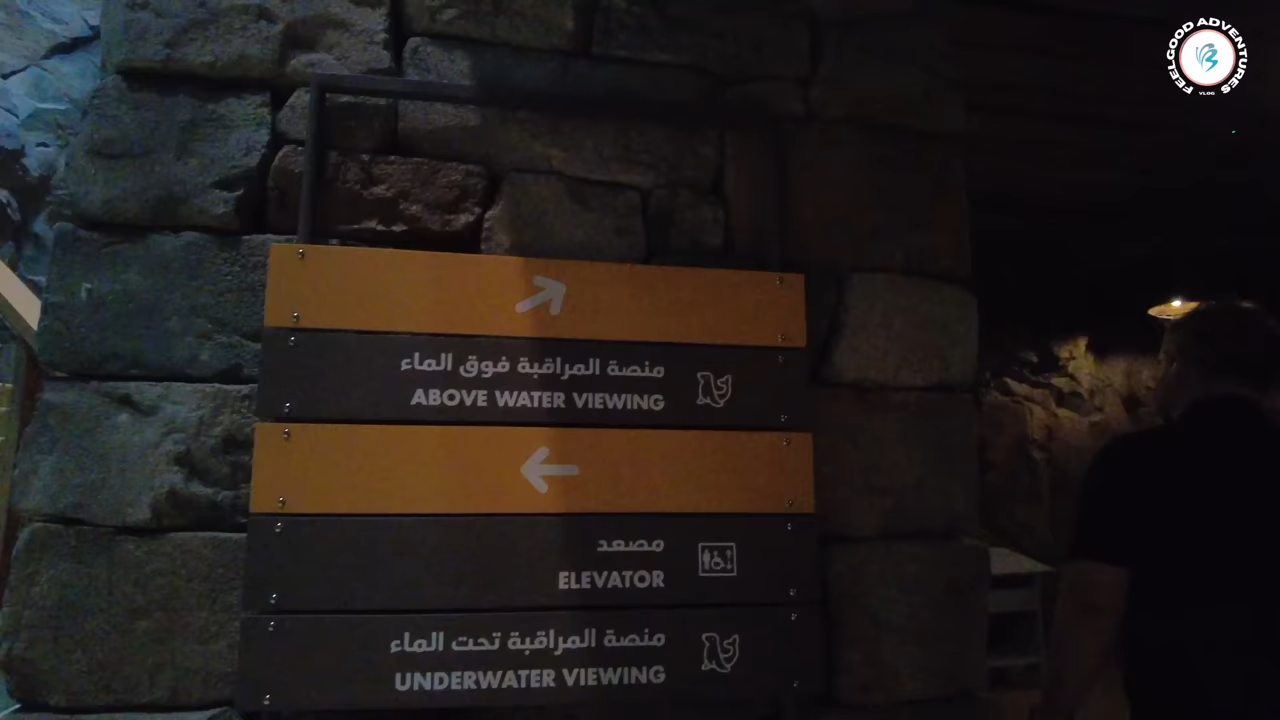 FEELGOOD ADVENTURES
VLOG
منصة المراقبة فوق الماء
ABOVE WATER VIEWING
مصعد
ELEVATOR
منصة المراقبة تحت الماء
UNDERWATER VIEWING